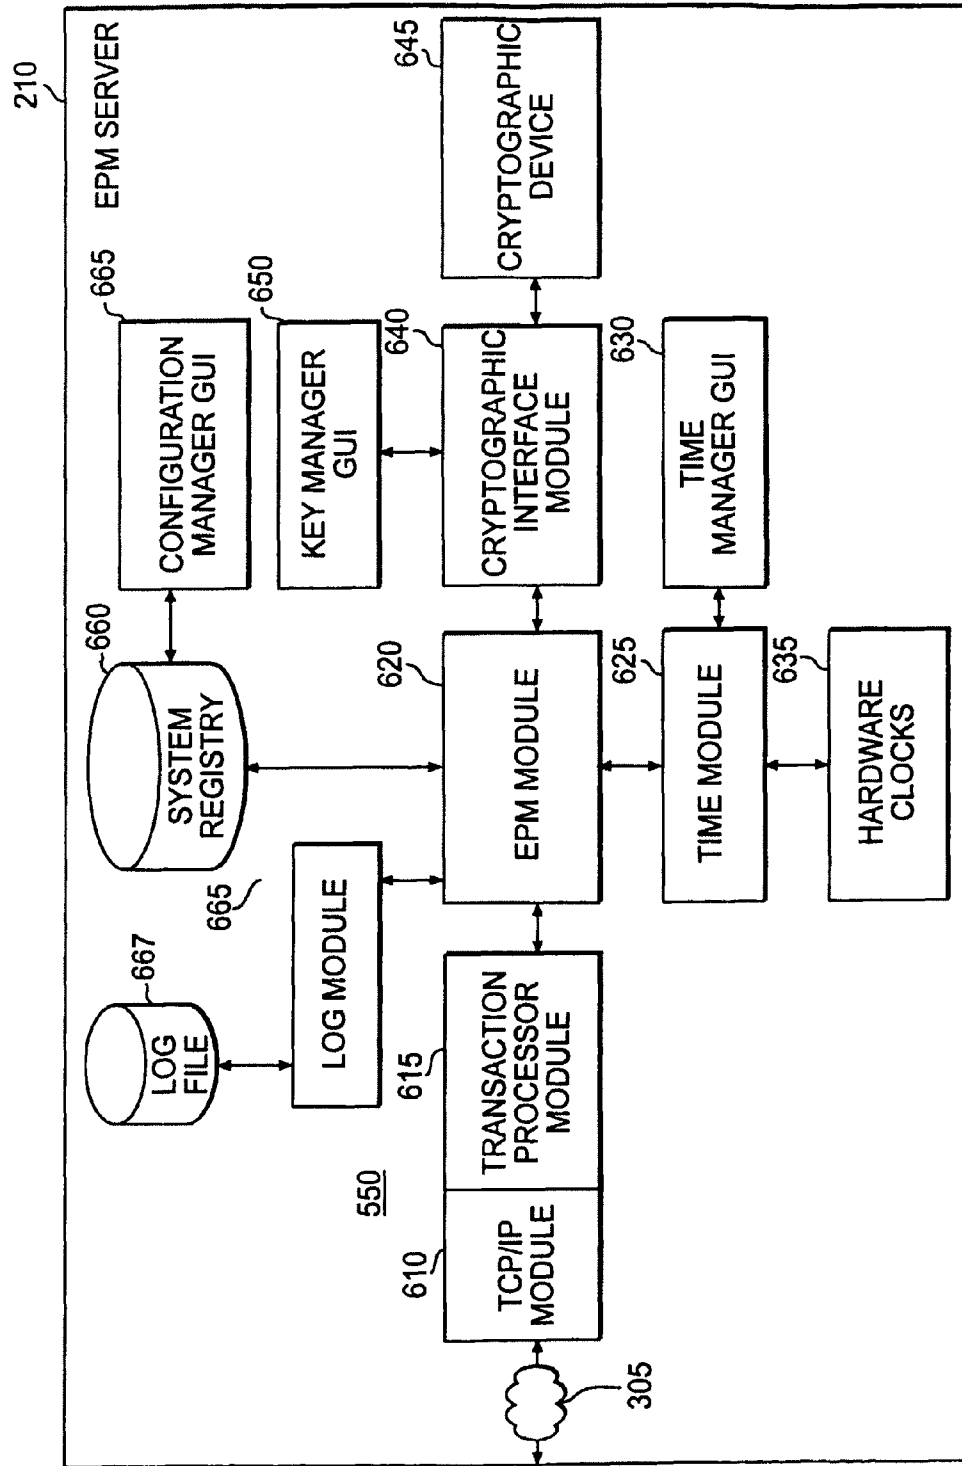 210
EPM SERVER
667
LOG
FILE
660
SYSTEM
REGISTRY
665
CONFIGURATION
MANAGER GUI
665
LOG MODULE
650
KEY MANAGER
GUI
550
610
TCP/IP
MODULE
615
TRANSACTION
PROCESSOR
MODULE
620
EPM MODULE
640
CRYPTOGRAPHIC
INTERFACE
MODULE
645
CRYPTOGRAPHIC
DEVICE
305
625
TIME MODULE
630
TIME
MANAGER GUI
635
HARDWARE
CLOCKS